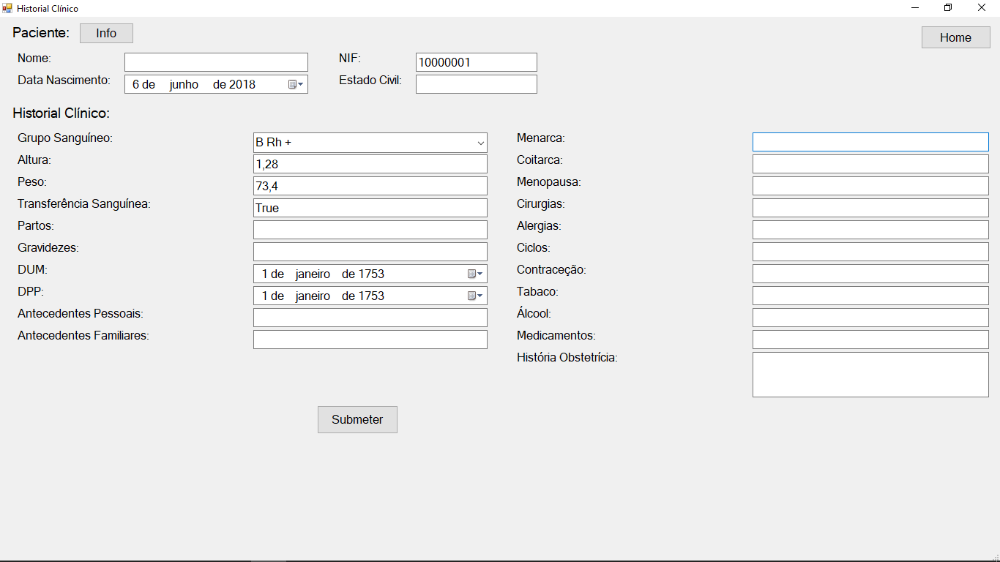 Historial Clínico
Paciente: Info
Home
Nome:
NIF: 10000001
Data Nascimento: 6 de junho de 2018
Estado Civil:
Historial Clínico:
Grupo Sanguíneo: B Rh +
Altura: 1,28
Peso: 73,4
Transferência Sanguínea: True
Partos:
Gravidezes:
DUM: 1 de janeiro de 1753
DPP: 1 de janeiro de 1753
Antecedentes Pessoais:
Antecedentes Familiares:
Menarca:
Coitarca:
Menopausa:
Cirurgias:
Alergias:
Ciclos:
Contraceção:
Tabaco:
Álcool:
Medicamentos:
História Obstetrícia:
Submeter